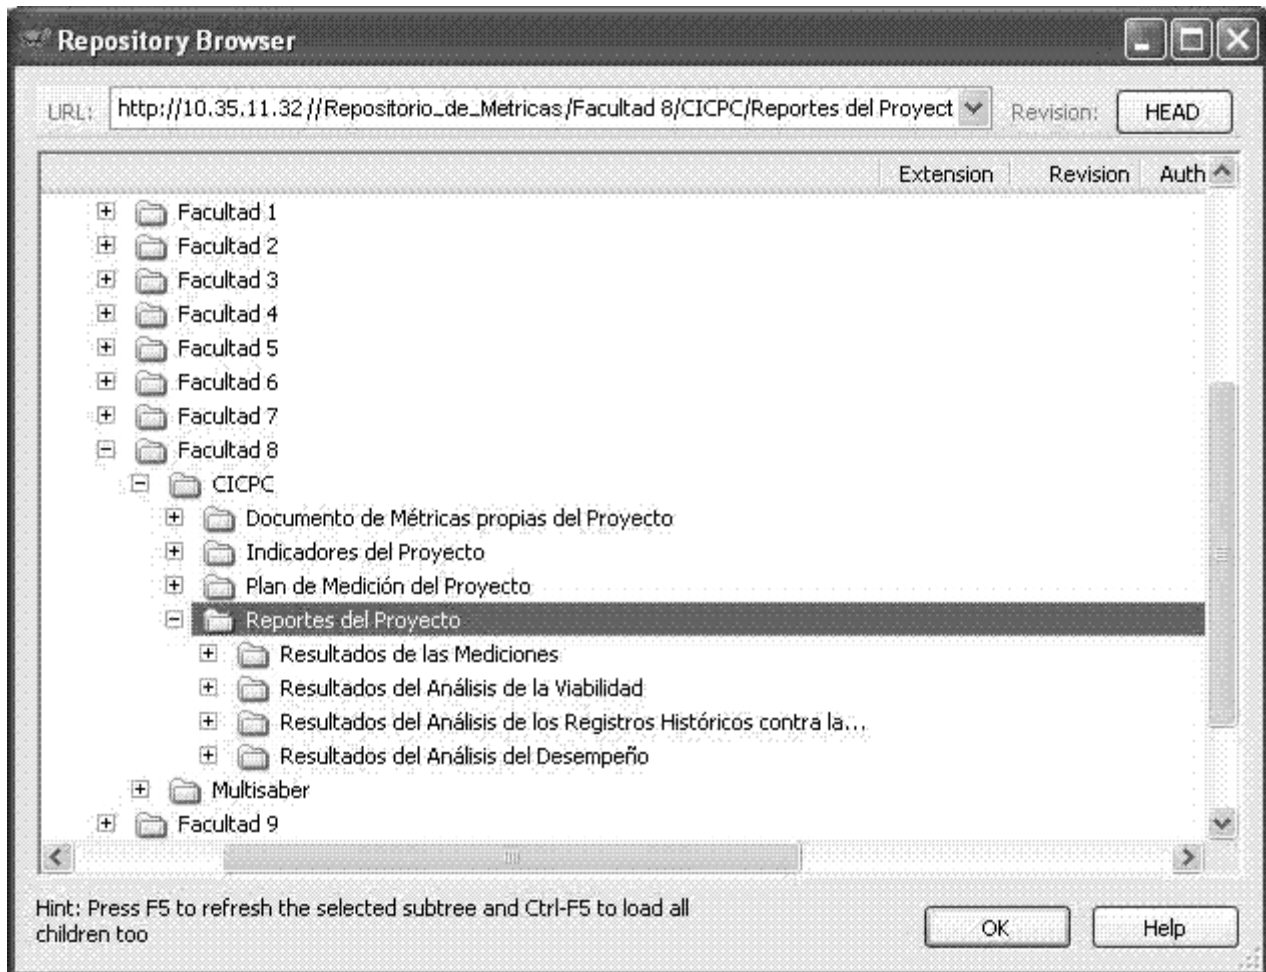 Repository Browser
URL: http://10.35.11.32//Repositorio_de_Metricas/Facultad 8/CICPC/Reportes del Proyect Revision: HEAD
Extension Revision Auth
Facultad 1
Facultad 2
Facultad 3
Facultad 4
Facultad 5
Facultad 6
Facultad 7
Facultad 8
CICPC
Documento de Métricas propias del Proyecto
Indicadores del Proyecto
Plan de Medición del Proyecto
Reportes del Proyecto
Resultados de las Mediciones
Resultados del Análisis de la Viabilidad
Resultados del Análisis de los Registros Históricos contra la...
Resultados del Análisis del Desempeño
Multisaber
Facultad 9
Hint: Press F5 to refresh the selected subtree and Ctrl-F5 to load all
children too
OK Help